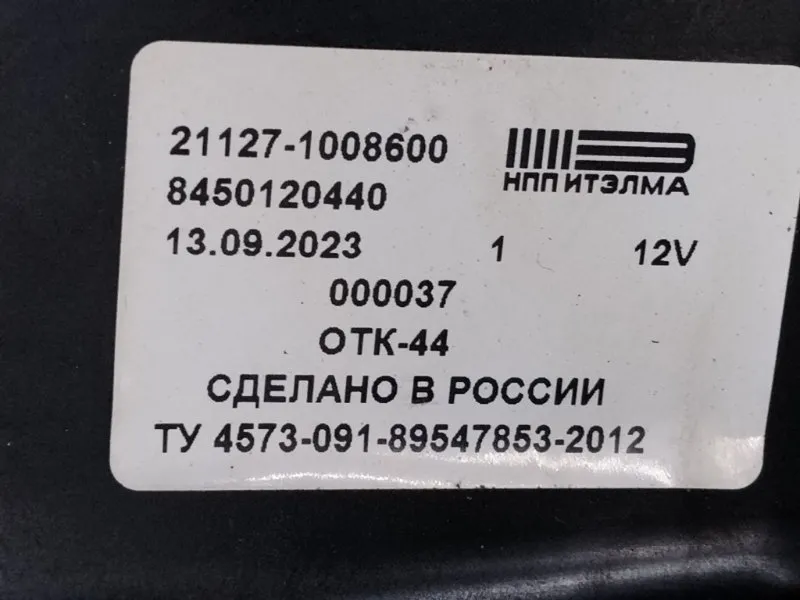 21127-1008600
НПП ИТЭЛМА
8450120440
13.09.2023 1 12V
000037
ОТК-44
СДЕЛАНО В РОССИИ
ТУ 4573-091-89547853-2012